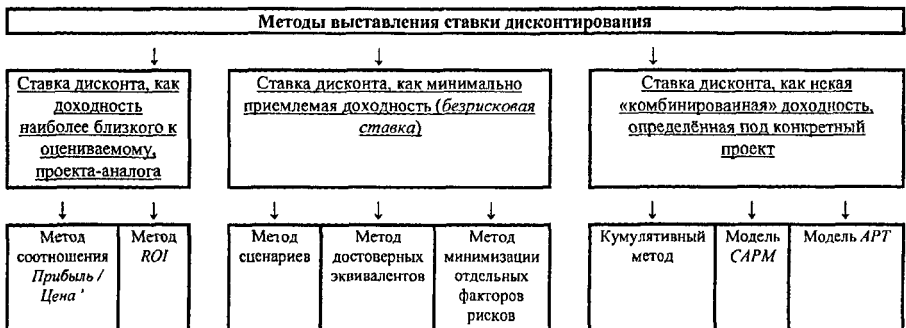 Методы выставления ставки дисконтирования
Ставка дисконта, как
доходность
наиболее близкого к
оцениваемому,
проекта-аналога
Ставка дисконта, как минимально
приемлемая доходность (безрисковая
ставка)
Ставка дисконта, как некая
«комбинированная» доходность,
определённая под конкретный
проект
Метод
соотношения
Прибыль /
Цена
Метод
ROI
Метод
сценариев
Метод
достоверных
эквивалентов
Метод
минимизации
отдельных
факторов
рисков
Кумулятивный
метод
Модель
CAPM
Модель APT